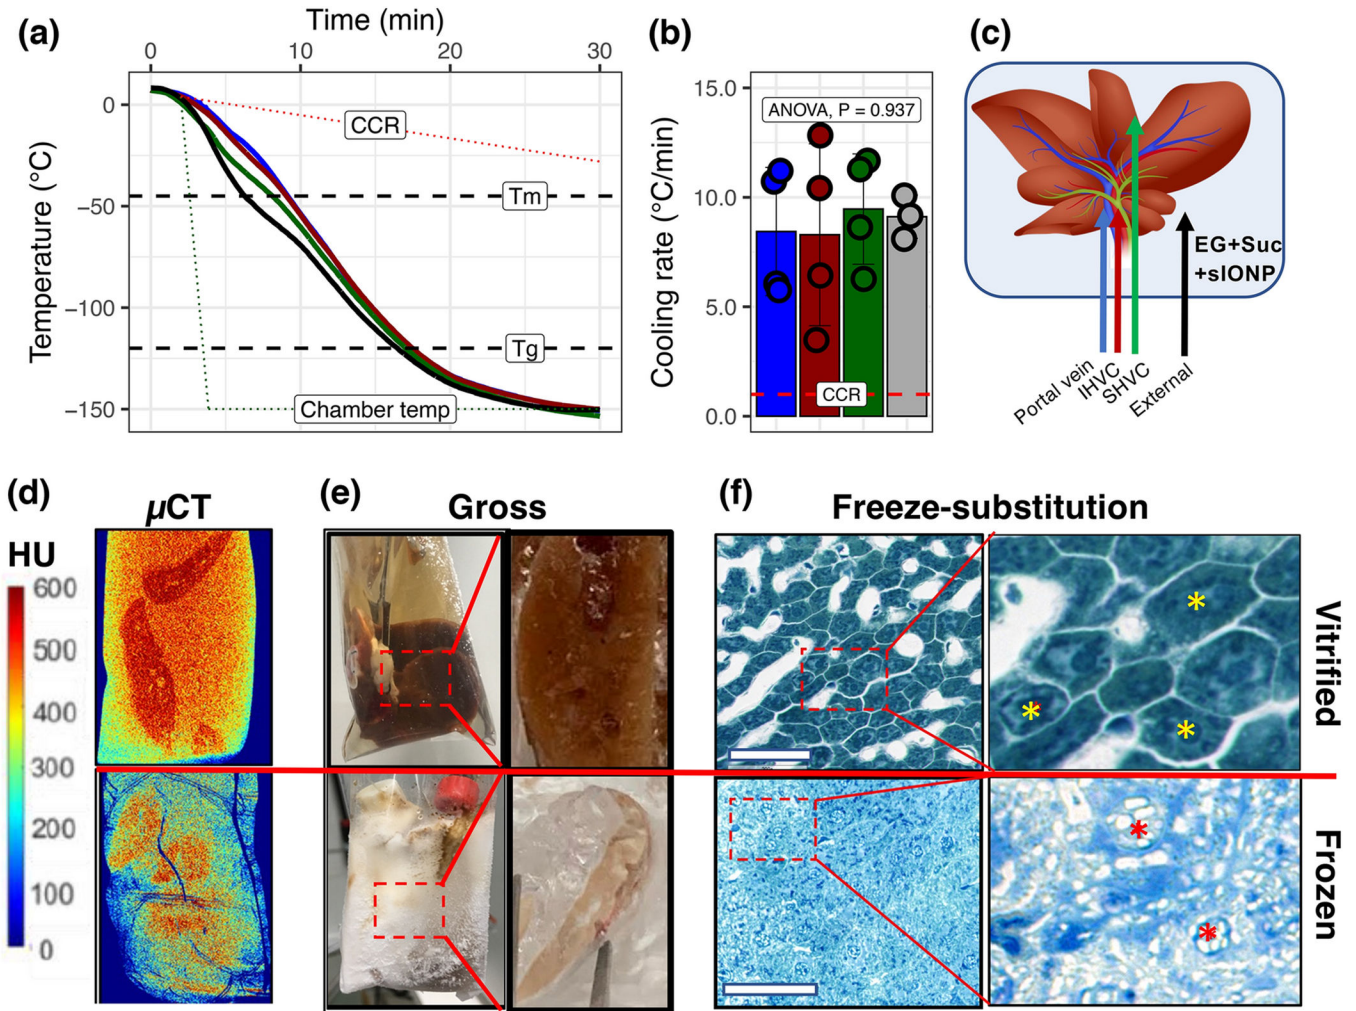 (a)
Time (min)
0 10 20 30
Temperature (°C)
0
−50
−100
−150
CCR
Tm
Tg
Chamber temp
(b)
Cooling rate (°C/min)
15.0
10.0
5.0
0.0
ANOVA, P = 0.937
CCR
(c)
EG+Suc
+sIONP
Portal vein
IHVC
SHVC
External
(d)
µCT
HU
600
500
400
300
200
100
0
(e)
Gross
(f)
Freeze-substitution
*
*
*
Vitrified
*
*
Frozen